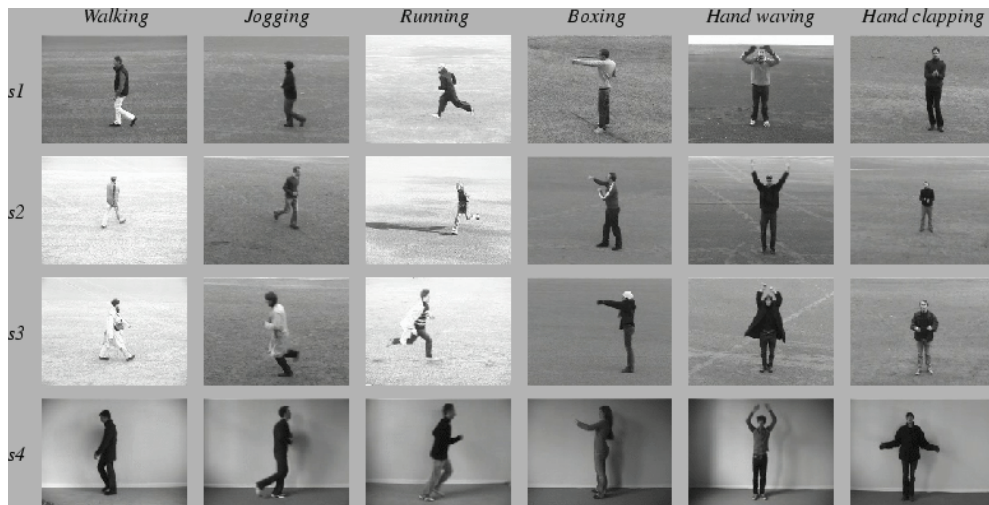 Walking Jogging Running Boxing Hand waving Hand clapping
s1
s2
s3
s4